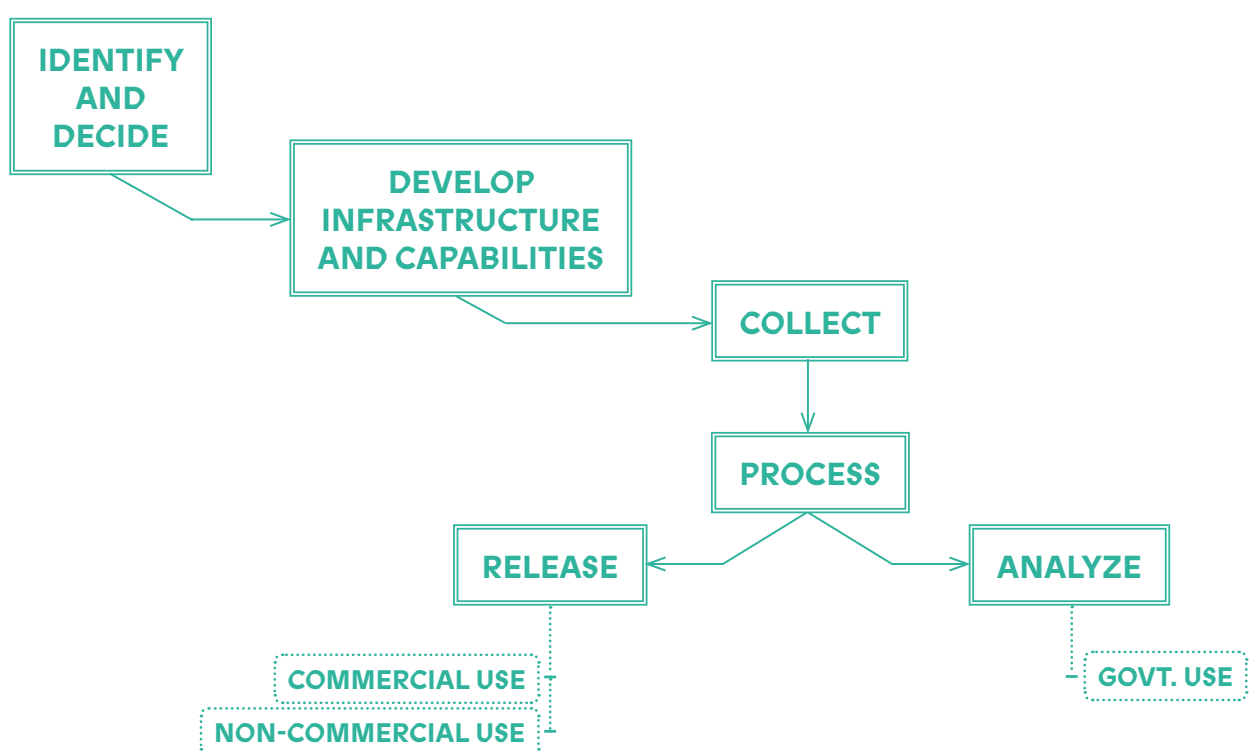 IDENTIFY
AND
DECIDE
DEVELOP
INFRASTRUCTURE
AND CAPABILITIES
COLLECT
PROCESS
RELEASE
ANALYZE
COMMERCIAL USE
GOVT. USE
NON-COMMERCIAL USE